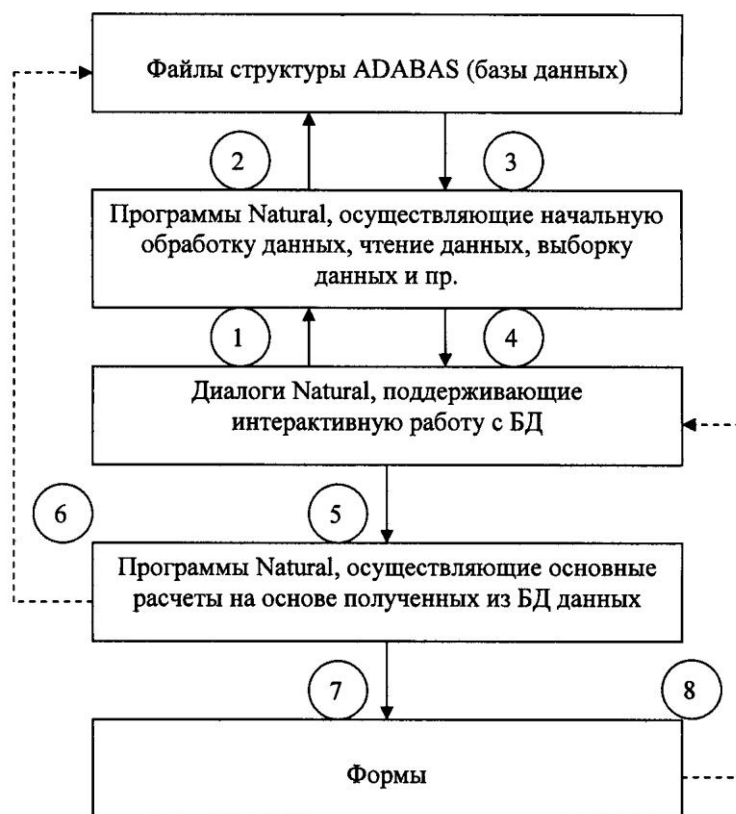 Файлы структуры ADABAS (базы данных)
2
3
Программы Natural, осуществляющие начальную
обработку данных, чтение данных, выборку
данных и пр.
1
4
Диалоги Natural, поддерживающие
интерактивную работу с БД
6
5
Программы Natural, осуществляющие основные
расчеты на основе полученных из БД данных
7
8
Формы